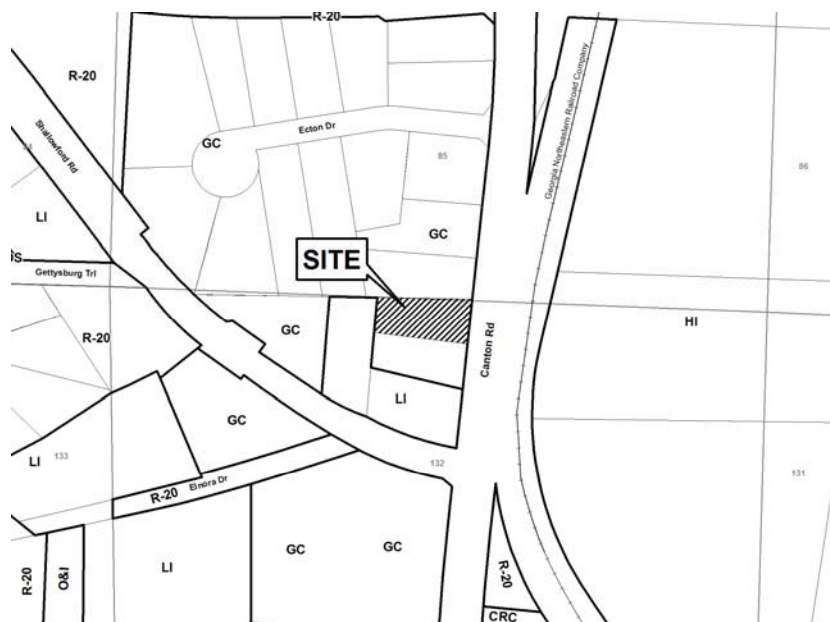 R-20
R-20
Shallowford Rd
Ecton Dr
GC
Georgia Northeastern Railroad Company
85
86
LI
GC
SITE
Gettysburg Trl
HI
R-20
GC
Canton Rd
LI
GC
133
132
131
LI
R-20
Elnora Dr
GC
GC
R-20
O&I
LI
R-20
CRC